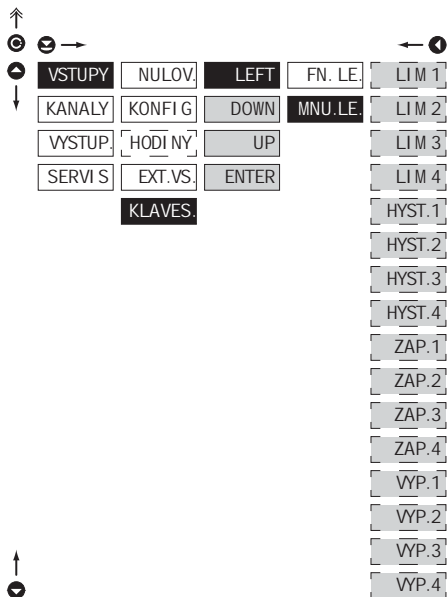 VSTUPY NULOV. LEFT FN. LE. LIM 1
KANALY KONFIG DOWN MNU.LE. LIM 2
VYSTUP. HODINY UP LIM 3
SERVIS EXT.VS. ENTER LIM 4
KLAVES. HYST.1
HYST.2
HYST.3
HYST.4
ZAP.1
ZAP.2
ZAP.3
ZAP.4
VYP.1
VYP.2
VYP.3
VYP.4